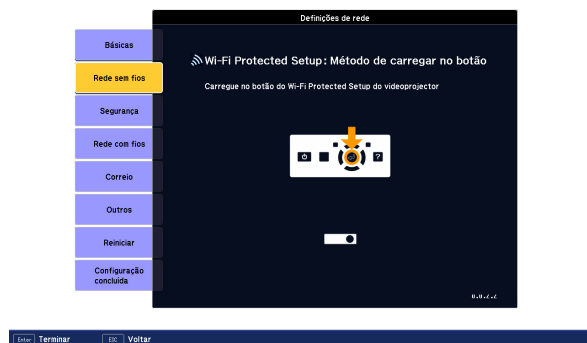 Definições de rede
Básicas
Rede sem fios
Segurança
Rede com fios
Correio
Outros
Reiniciar
Configuração
concluída
Wi-Fi Protected Setup: Método de carregar no botão
Carregue no botão do Wi-Fi Protected Setup do videoprojector
?
Enter Terminar
ESC Voltar